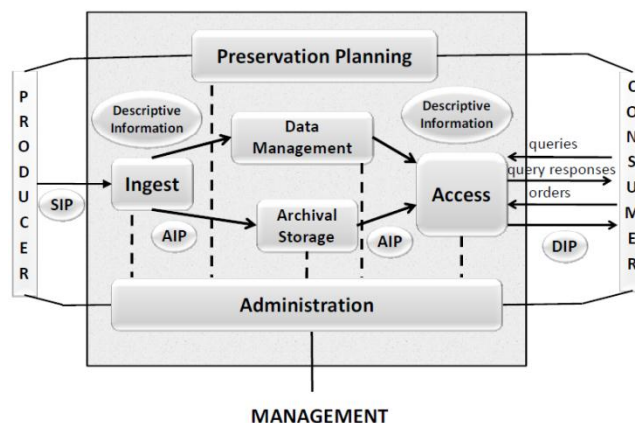 Preservation Planning
PRODUCER
CONSUMER
Descriptive
Information
Descriptive
Information
Data
Management
queries
query responses
Ingest
Access
orders
SIP
Archival
Storage
AIP
AIP
DIP
Administration
MANAGEMENT